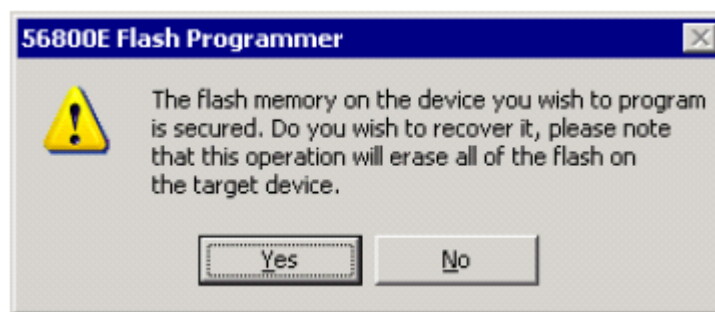 56800E Flash Programmer
The flash memory on the device you wish to program
is secured. Do you wish to recover it, please note
that this operation will erase all of the flash on
the target device.
Yes No